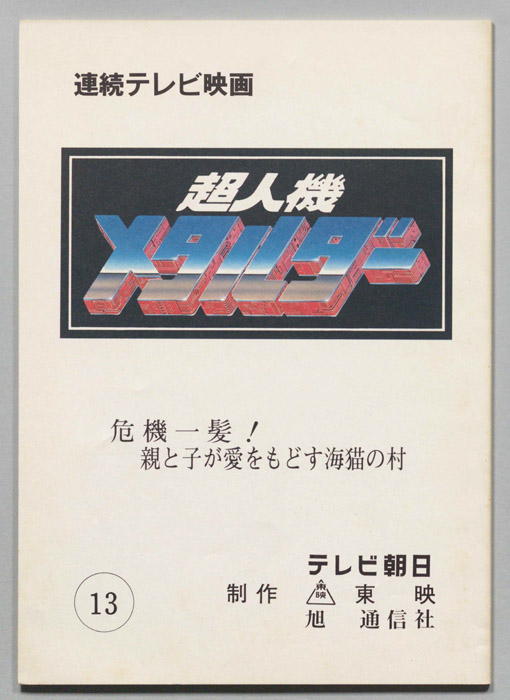 連続テレビ映画
超人機
メタルダー
危機一髪!
親と子が愛をもどす海猫の村
テレビ朝日
制作 東映 東映
旭通信社
13